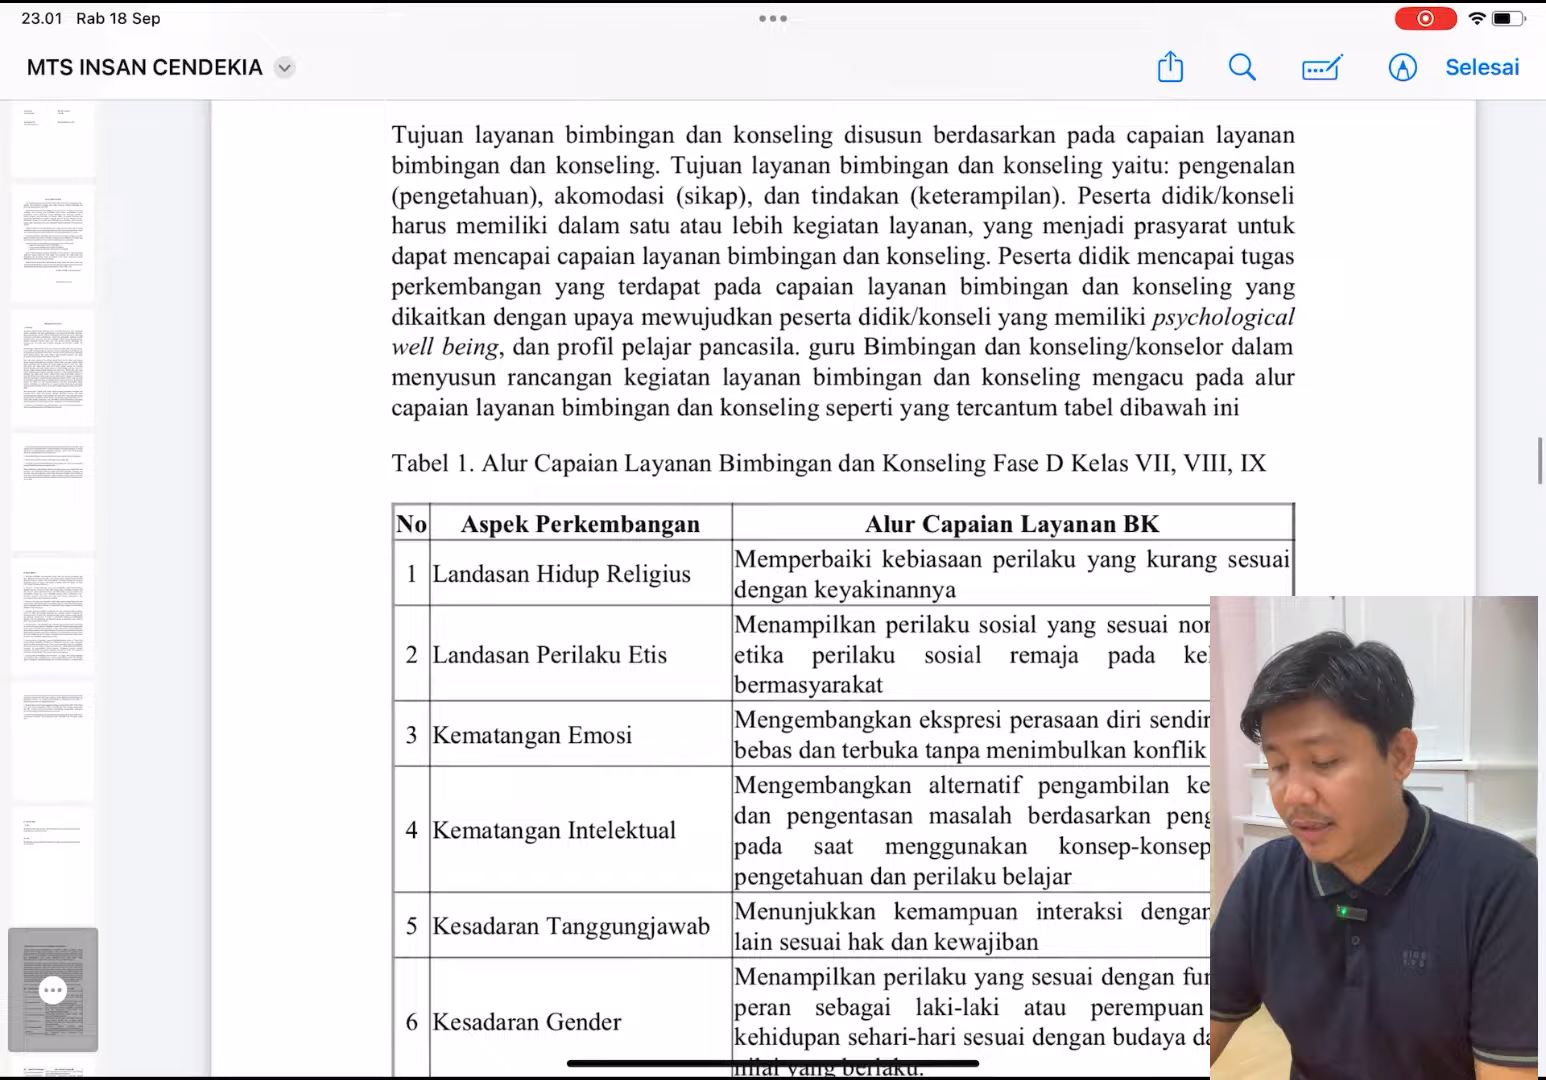 23.01 Rab 18 Sep
MTS INSAN CENDEKIA
Selesai
Tujuan layanan bimbingan dan konseling disusun berdasarkan pada capaian layanan
bimbingan dan konseling. Tujuan layanan bimbingan dan konseling yaitu: pengenalan
(pengetahuan), akomodasi (sikap), dan tindakan (keterampilan). Peserta didik/konseli
harus memiliki dalam satu atau lebih kegiatan layanan, yang menjadi prasyarat untuk
dapat mencapai capaian layanan bimbingan dan konseling. Peserta didik mencapai tugas
perkembangan yang terdapat pada capaian layanan bimbingan dan konseling yang
dikaitkan dengan upaya mewujudkan peserta didik/konseli yang memiliki psychological
well being, dan profil pelajar pancasila. guru Bimbingan dan konseling/konselor dalam
menyusun rancangan kegiatan layanan bimbingan dan konseling mengacu pada alur
capaian layanan bimbingan dan konseling seperti yang tercantum tabel dibawah ini
Tabel 1. Alur Capaian Layanan Bimbingan dan Konseling Fase D Kelas VII, VIII, IX
No Aspek Perkembangan Alur Capaian Layanan BK
1 Landasan Hidup Religius
Memperbaiki kebiasaan perilaku yang kurang sesuai
dengan keyakinannya
2 Landasan Perilaku Etis
Menampilkan perilaku sosial yang sesuai
etika perilaku sosial remaja pada
bermasyarakat
3 Kematangan Emosi
Mengembangkan ekspresi perasaan diri
bebas dan terbuka tanpa menimbulkan konflik
4 Kematangan Intelektual
Mengembangkan alternatif pengambilan
dan pengentasan masalah berdasarkan
pada saat menggunakan konsep-konsep
pengetahuan dan perilaku belajar
5 Kesadaran Tanggungjawab
Menunjukkan kemampuan interaksi
lain sesuai hak dan kewajiban
6 Kesadaran Gender
Menampilkan perilaku yang sesuai dengan
peran sebagai laki-laki atau perempuan
kehidupan sehari-hari sesuai dengan budaya
nilai yang berlaku.